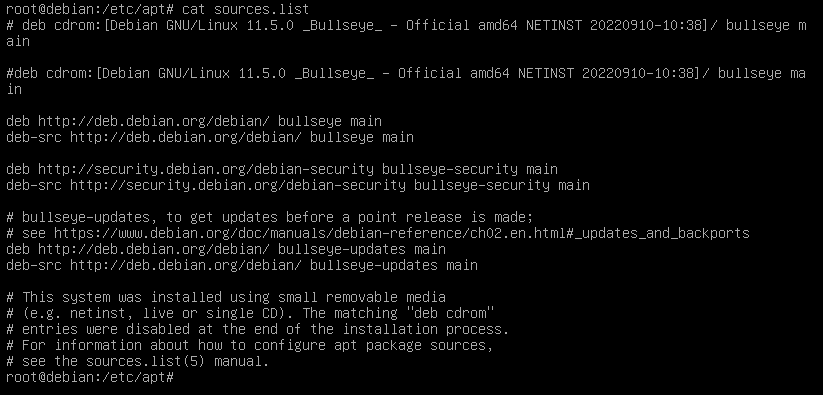 root@debian:/etc/apt# cat sources.list
# deb cdrom:[Debian GNU/Linux 11.5.0 _Bullseye_ - Official amd64 NETINST 20220910-10:38]/ bullseye m
ain

#deb cdrom:[Debian GNU/Linux 11.5.0 _Bullseye_ - Official amd64 NETINST 20220910-10:38]/ bullseye ma
in

deb http://deb.debian.org/debian/ bullseye main
deb-src http://deb.debian.org/debian/ bullseye main

deb http://security.debian.org/debian-security bullseye-security main
deb-src http://security.debian.org/debian-security bullseye-security main

# bullseye-updates, to get updates before a point release is made;
# see https://www.debian.org/doc/manuals/debian-reference/ch02.en.html#_updates_and_backports
deb http://deb.debian.org/debian/ bullseye-updates main
deb-src http://deb.debian.org/debian/ bullseye-updates main

# This system was installed using small removable media
# (e.g. netinst, live or single CD). The matching "deb cdrom"
# entries were disabled at the end of the installation process.
# For information about how to configure apt package sources,
# see the sources.list(5) manual.
root@debian:/etc/apt#